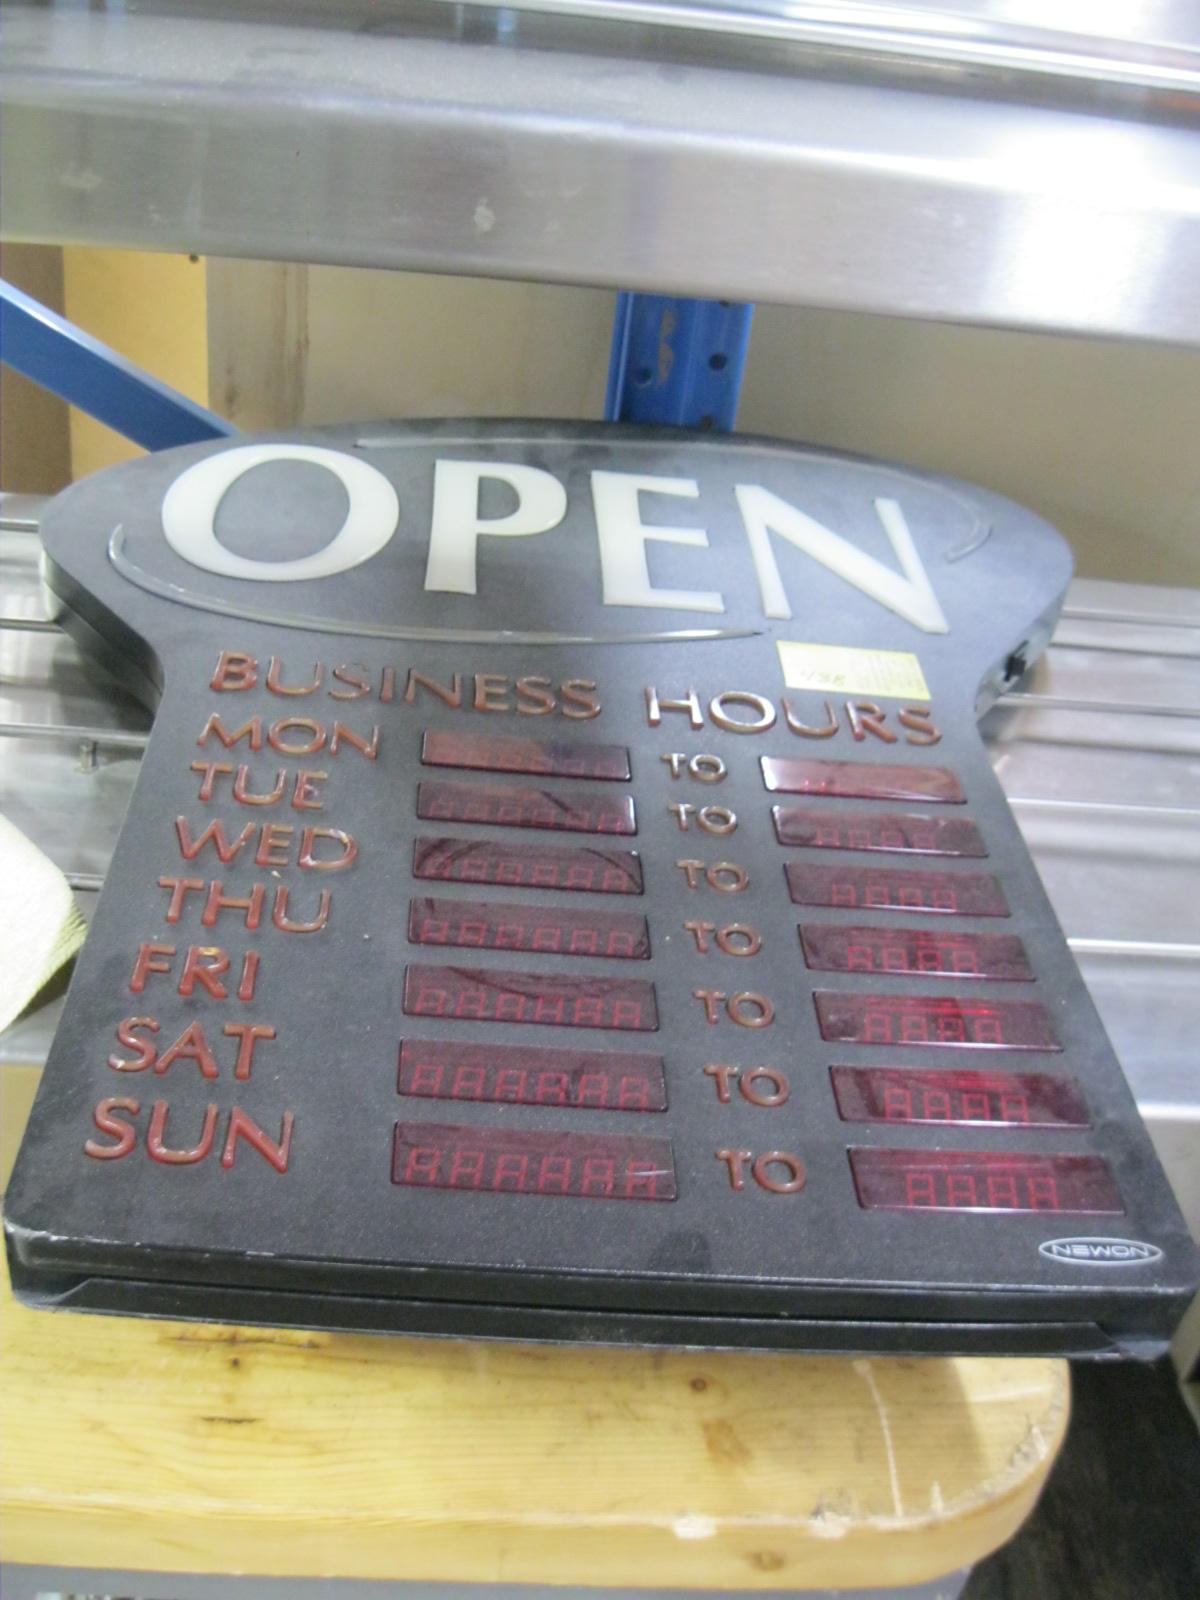 OPEN
BUSINESS HOURS
MON TO
TUE TO
WED TO
THU TO
FRI TO
SAT TO
SUN TO
NEWON